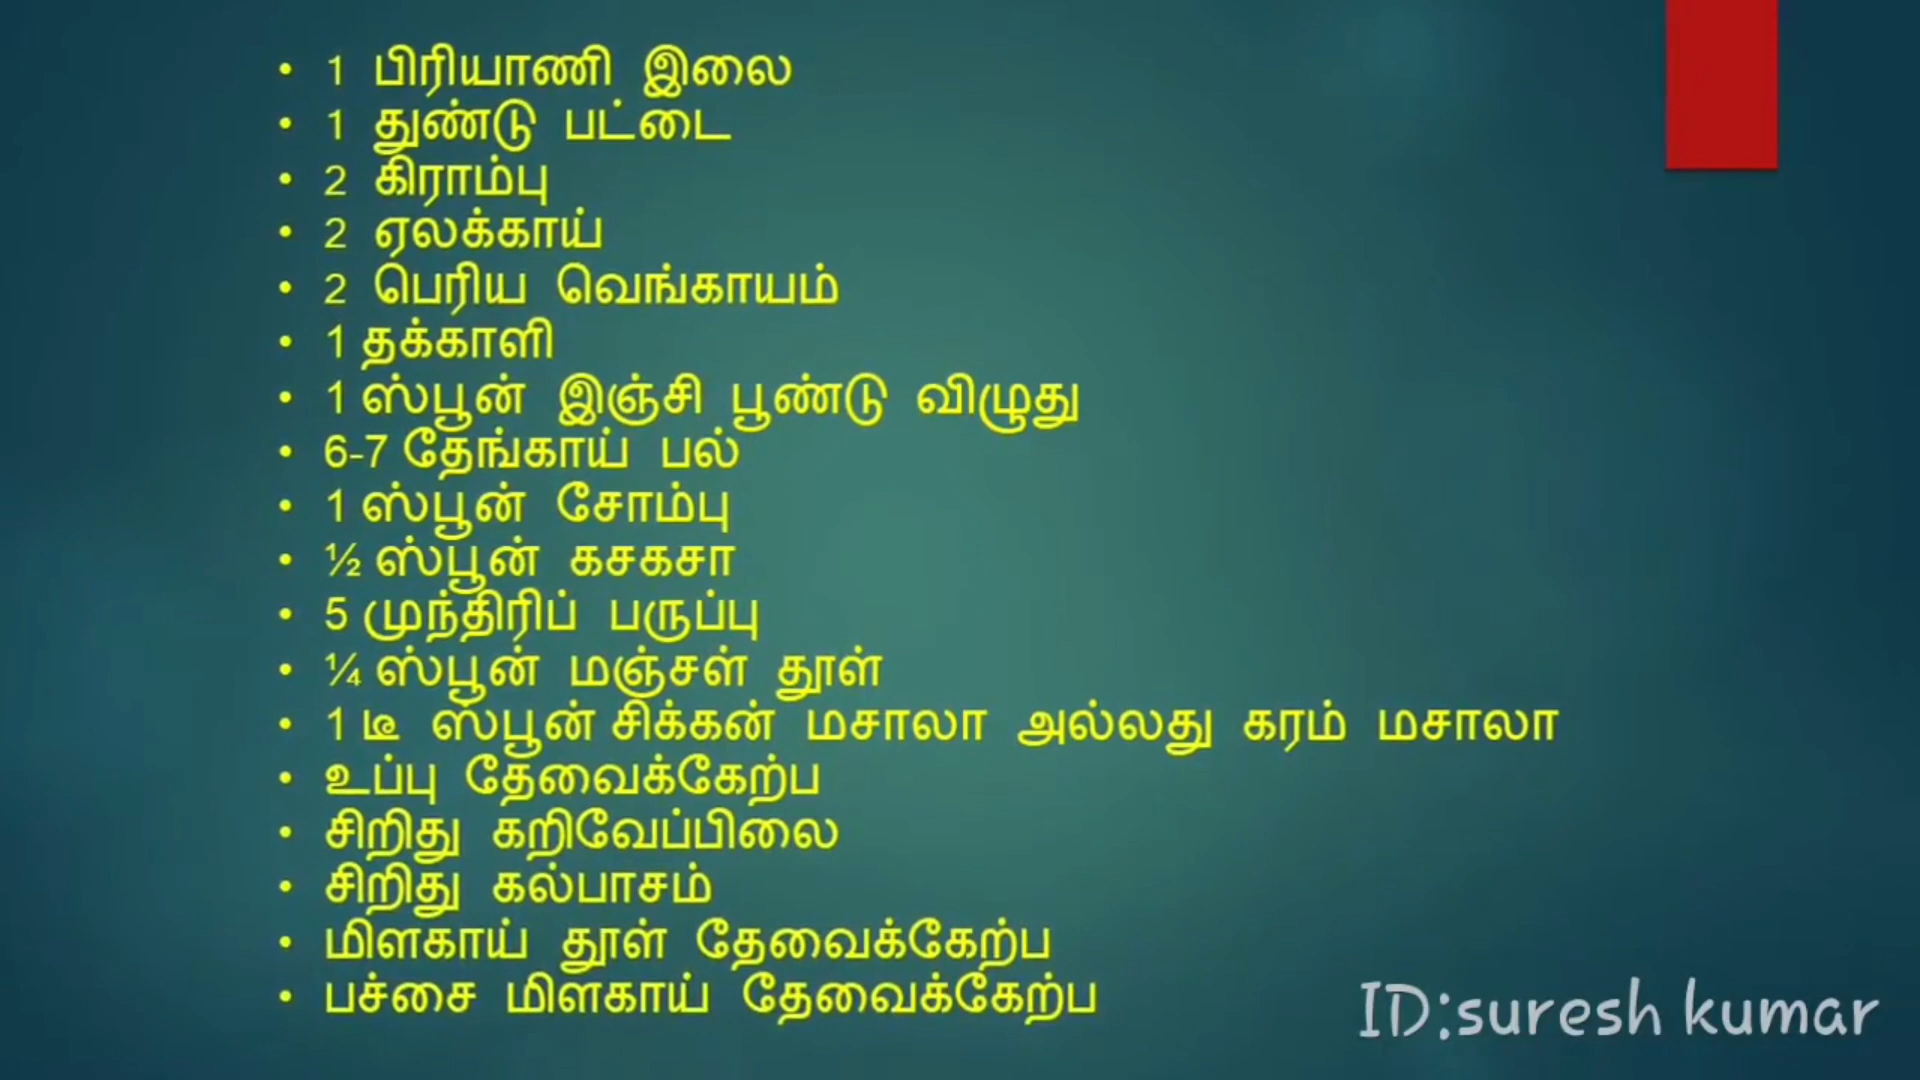 • 1 பிரியாணி இலை
• 1 துண்டு பட்டை
• 2 கிராம்பு
• 2 ஏலக்காய்
• 2 பெரிய வெங்காயம்
• 1 தக்காளி
• 1 ஸ்பூன் இஞ்சி பூண்டு விழுது
• 6-7 தேங்காய் பல்
• 1 ஸ்பூன் சோம்பு
• ½ ஸ்பூன் கசகசா
• 5 முந்திரிப் பருப்பு
• ¼ ஸ்பூன் மஞ்சள் தூள்
• 1 டீ ஸ்பூன் சிக்கன் மசாலா அல்லது கரம் மசாலா
• உப்பு தேவைக்கேற்ப
• சிறிது கறிவேப்பிலை
• சிறிது கல்பாசம்
• மிளகாய் தூள் தேவைக்கேற்ப
• பச்சை மிளகாய் தேவைக்கேற்ப
ID:suresh kumar